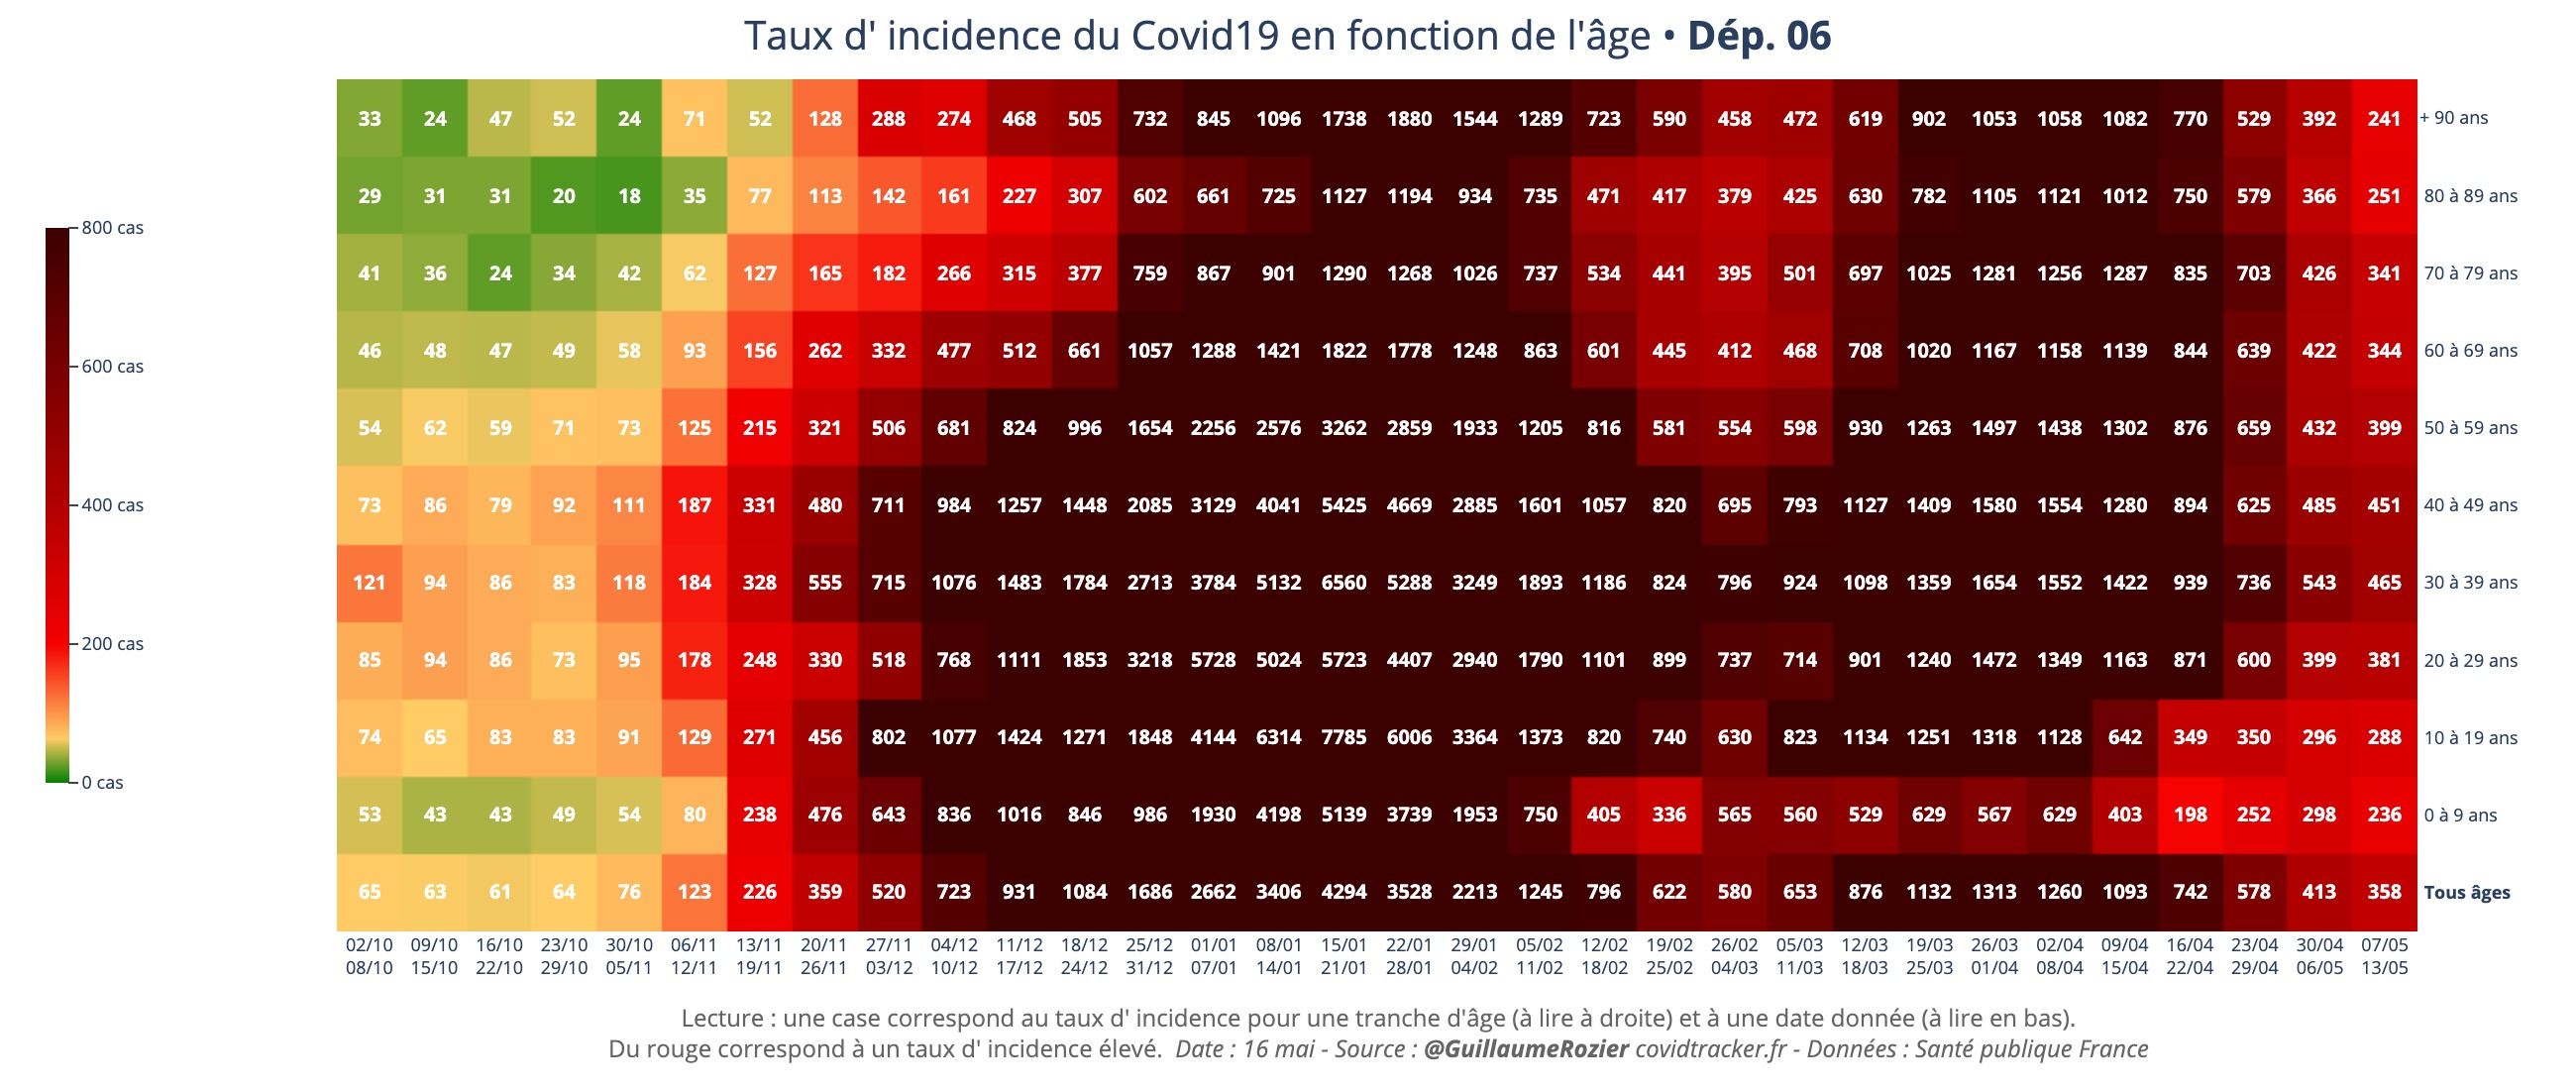 Taux d' incidence du Covid19 en fonction de l'âge • Dép. 06
33 24 47 52 24 71 52 128 288 274 468 505 732 845 1096 1738 1880 1544 1289 723 590 458 472 619 902 1053 1058 1082 770 529 392 241 + 90 ans
29 31 31 20 18 35 77 113 142 161 227 307 602 661 725 1127 1194 934 735 471 417 379 425 630 782 1105 1121 1012 750 579 366 251 80 à 89 ans
800 cas
41 36 24 34 42 62 127 165 182 266 315 377 759 867 901 1290 1268 1026 737 534 441 395 501 697 1025 1281 1256 1287 835 703 426 341 70 à 79 ans
46 48 47 49 58 93 156 262 332 477 512 661 1057 1288 1421 1822 1778 1248 863 601 445 412 468 708 1020 1167 1158 1139 844 639 422 344 60 à 69 ans
600 cas
54 62 59 71 73 125 215 321 506 681 824 996 1654 2256 2576 3262 2859 1933 1205 816 581 554 598 930 1263 1497 1438 1302 876 659 432 399 50 à 59 ans
400 cas
73 86 79 92 111 187 331 480 711 984 1257 1448 2085 3129 4041 5425 4669 2885 1601 1057 820 695 793 1127 1409 1580 1554 1280 894 625 485 451 40 à 49 ans
121 94 86 83 118 184 328 555 715 1076 1483 1784 2713 3784 5132 6560 5288 3249 1893 1186 824 796 924 1098 1359 1654 1552 1422 939 736 543 465 30 à 39 ans
200 cas
85 94 86 73 95 178 248 330 518 768 1111 1853 3218 5728 5024 5723 4407 2940 1790 1101 899 737 714 901 1240 1472 1349 1163 871 600 399 381 20 à 29 ans
74 65 83 83 91 129 271 456 802 1077 1424 1271 1848 4144 6314 7785 6006 3364 1373 820 740 630 823 1134 1251 1318 1128 642 349 350 296 288 10 à 19 ans
0 cas
53 43 43 49 54 80 238 476 643 836 1016 846 986 1930 4198 5139 3739 1953 750 405 336 565 560 529 629 567 629 403 198 252 298 236 0 à 9 ans
65 63 61 64 76 123 226 359 520 723 931 1084 1686 2662 3406 4294 3528 2213 1245 796 622 580 653 876 1132 1313 1260 1093 742 578 413 358 Tous âges
02/10 09/10 16/10 23/10 30/10 06/11 13/11 20/11 27/11 04/12 11/12 18/12 25/12 01/01 08/01 15/01 22/01 29/01 05/02 12/02 19/02 26/02 05/03 12/03 19/03 26/03 02/04 09/04 16/04 23/04 30/04 07/05
08/10 15/10 22/10 29/10 05/11 12/11 19/11 26/11 03/12 10/12 17/12 24/12 31/12 07/01 14/01 21/01 28/01 04/02 11/02 18/02 25/02 04/03 11/03 18/03 25/03 01/04 08/04 15/04 22/04 29/04 06/05 13/05
Lecture : une case correspond au taux d' incidence pour une tranche d'âge (à lire à droite) et à une date donnée (à lire en bas).
Du rouge correspond à un taux d' incidence élevé. Date : 16 mai - Source : @GuillaumeRozier covidtracker.fr - Données : Santé publique France